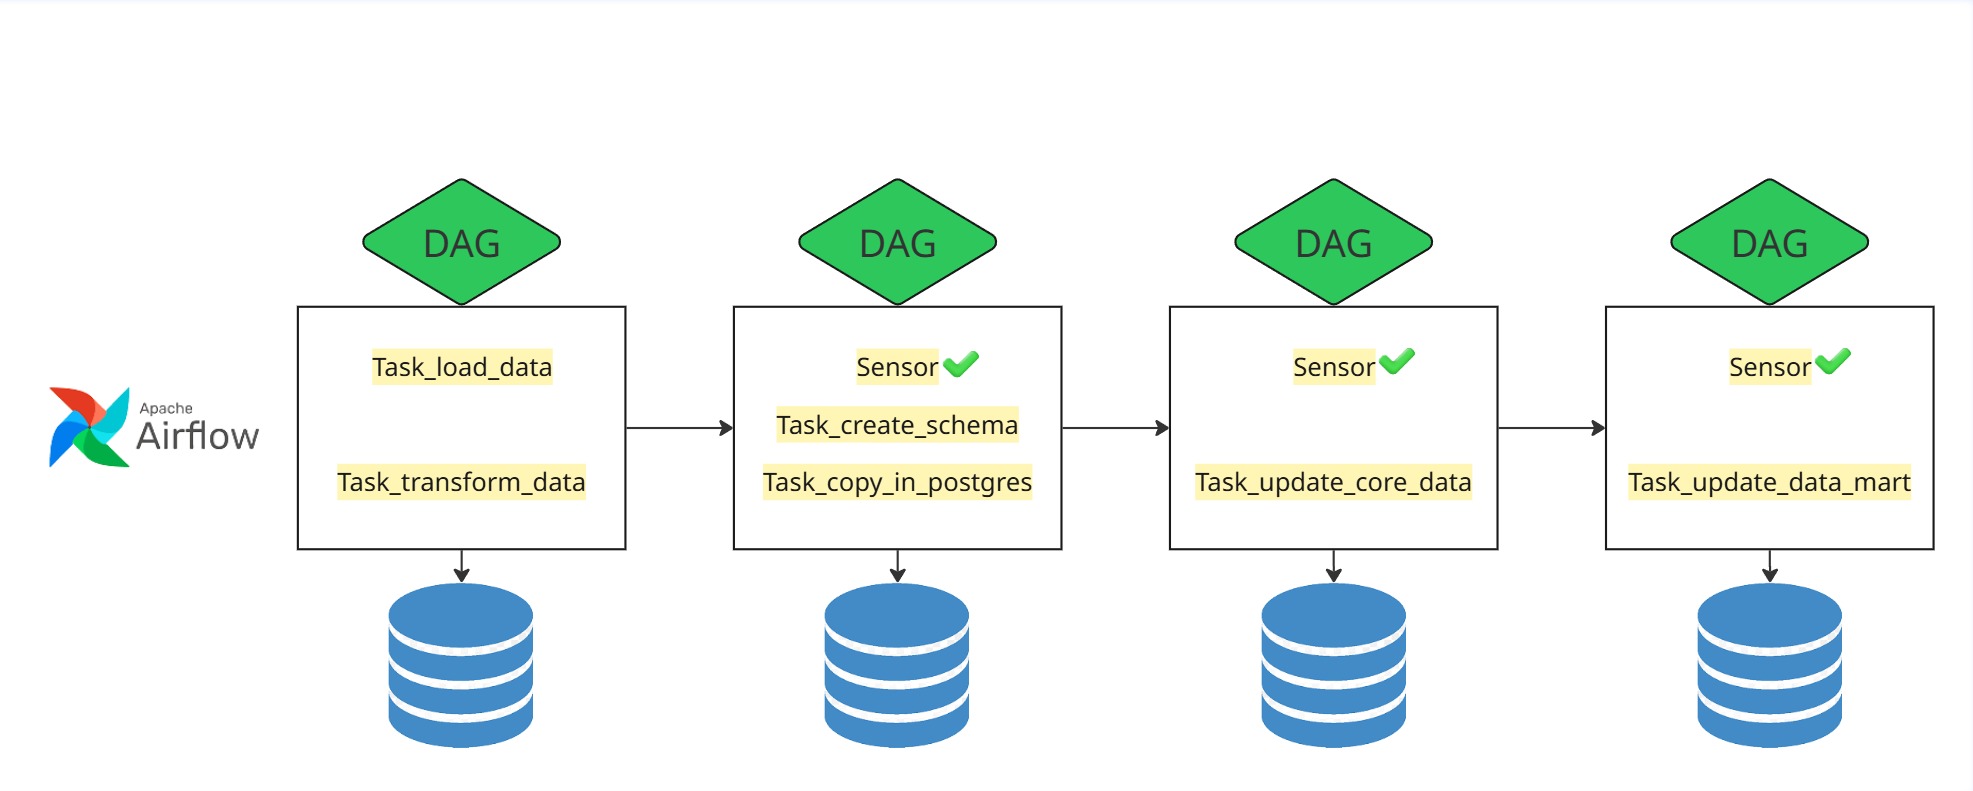 DAG
DAG
DAG
DAG
Task_load_data
Sensor
Sensor
Sensor
Apache
Airflow
Task_create_schema
Task_transform_data
Task_copy_in_postgres
Task_update_core_data
Task_update_data_mart